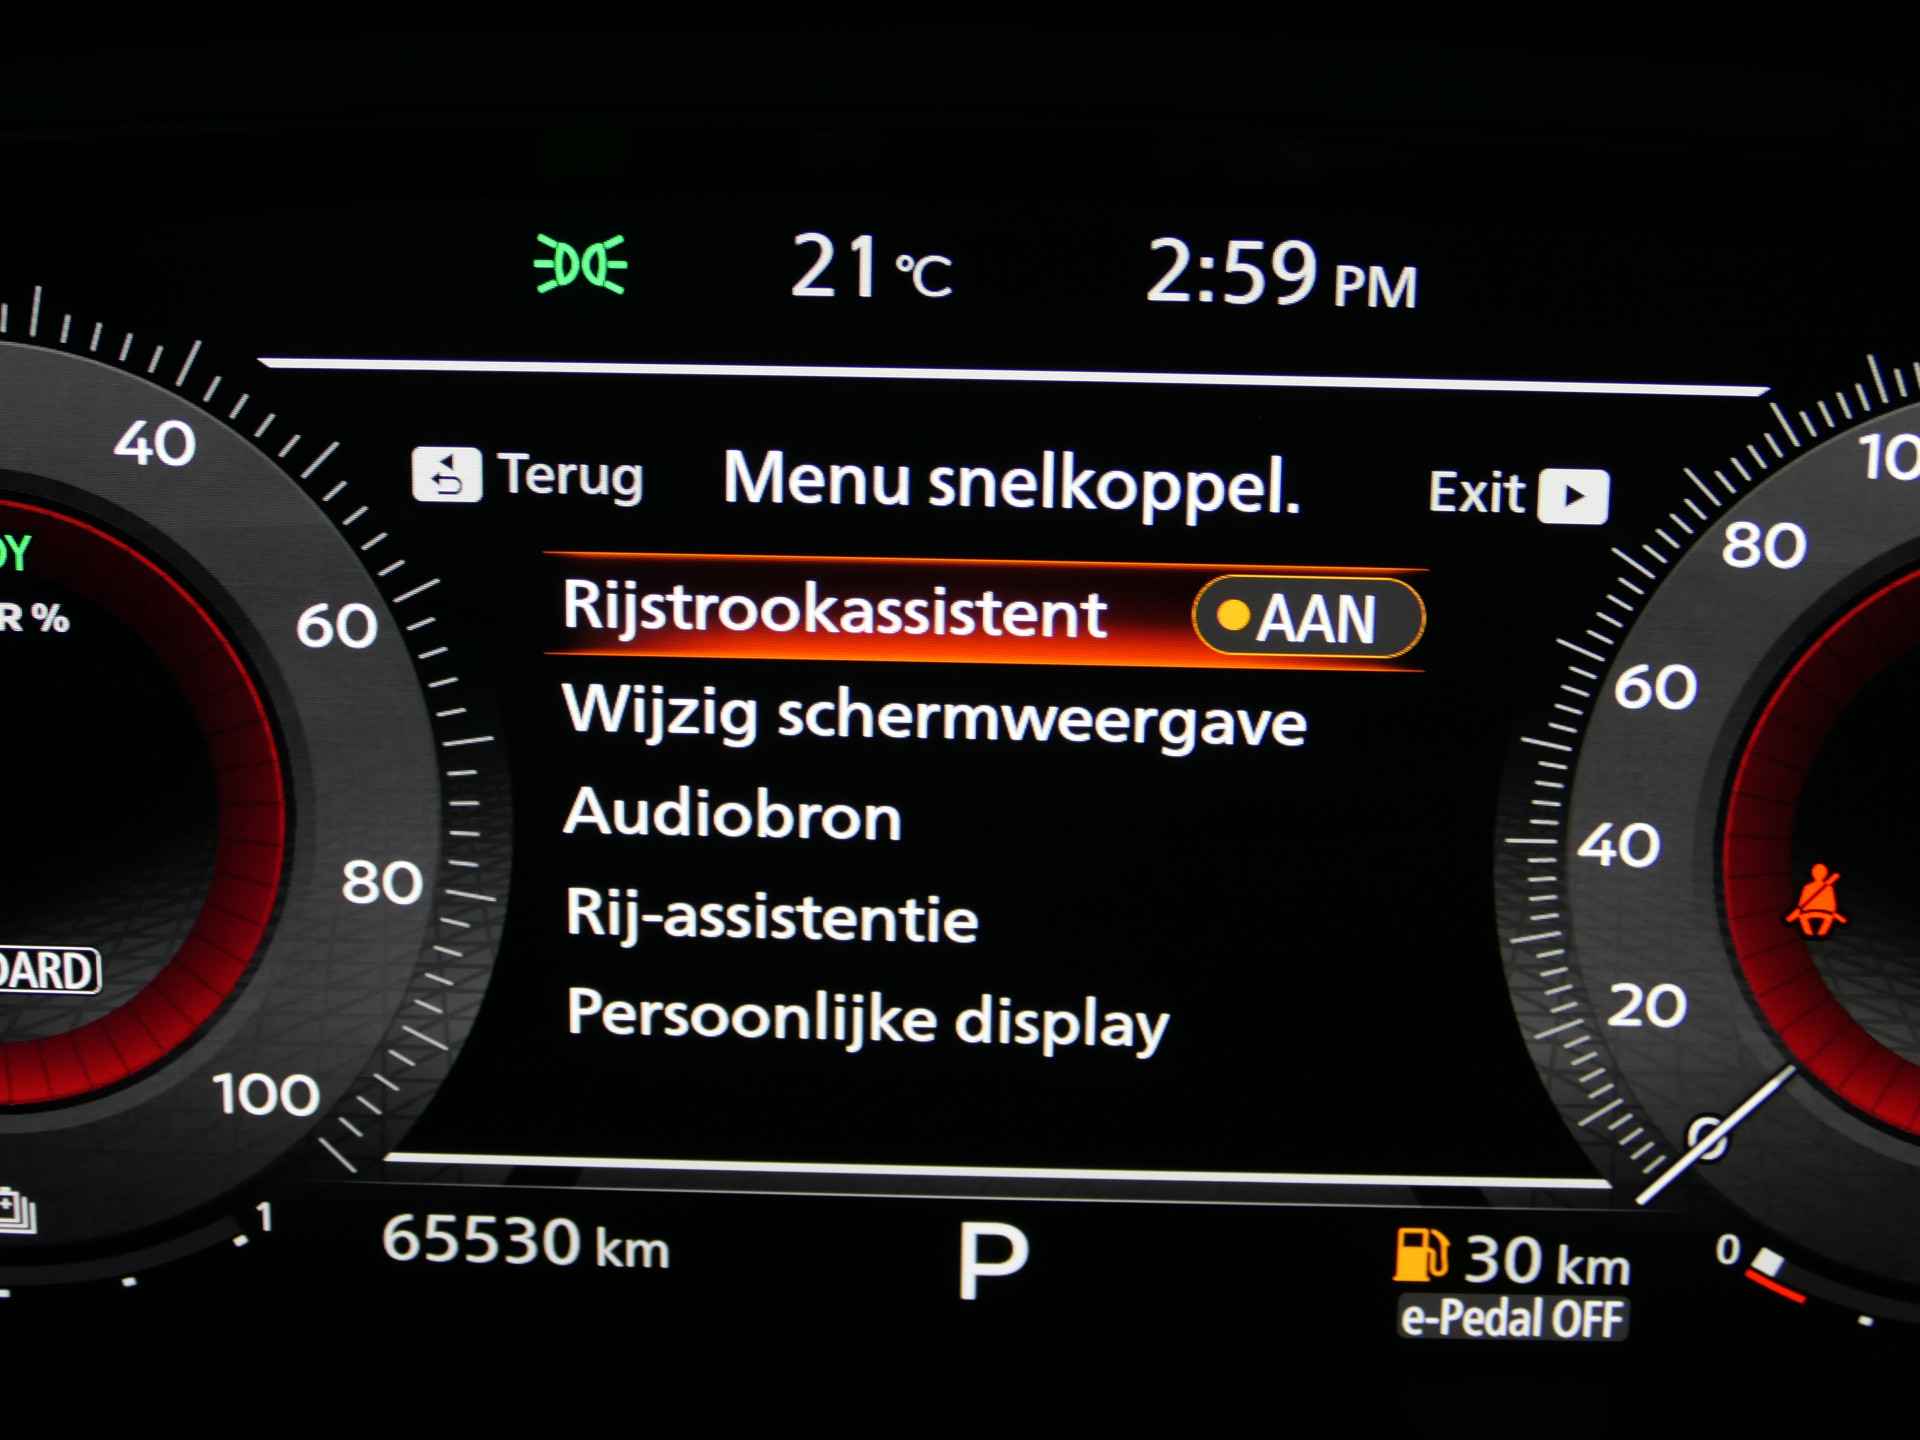 21 °C
2:59 PM
Terug
Menu snelkoppel.
Exit
Rijstrookassistent
AAN
Wijzig schermweergave
Audiobron
Rij-assistentie
Persoonlijke display
40
60
80
100
1
80
60
40
20
0
65530 km
P
30 km
e-Pedal OFF
0